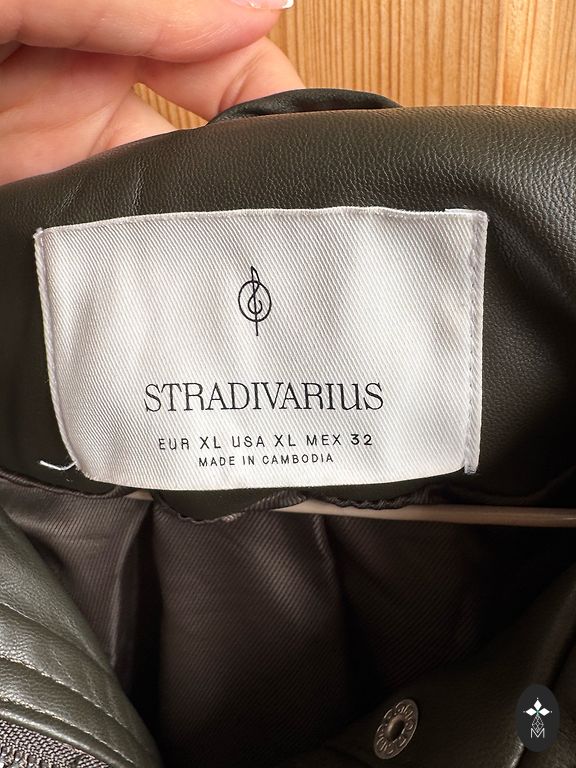 STRADIVARIUS
EUR XL USA XL MEX 32
MADE IN CAMBODIA
M